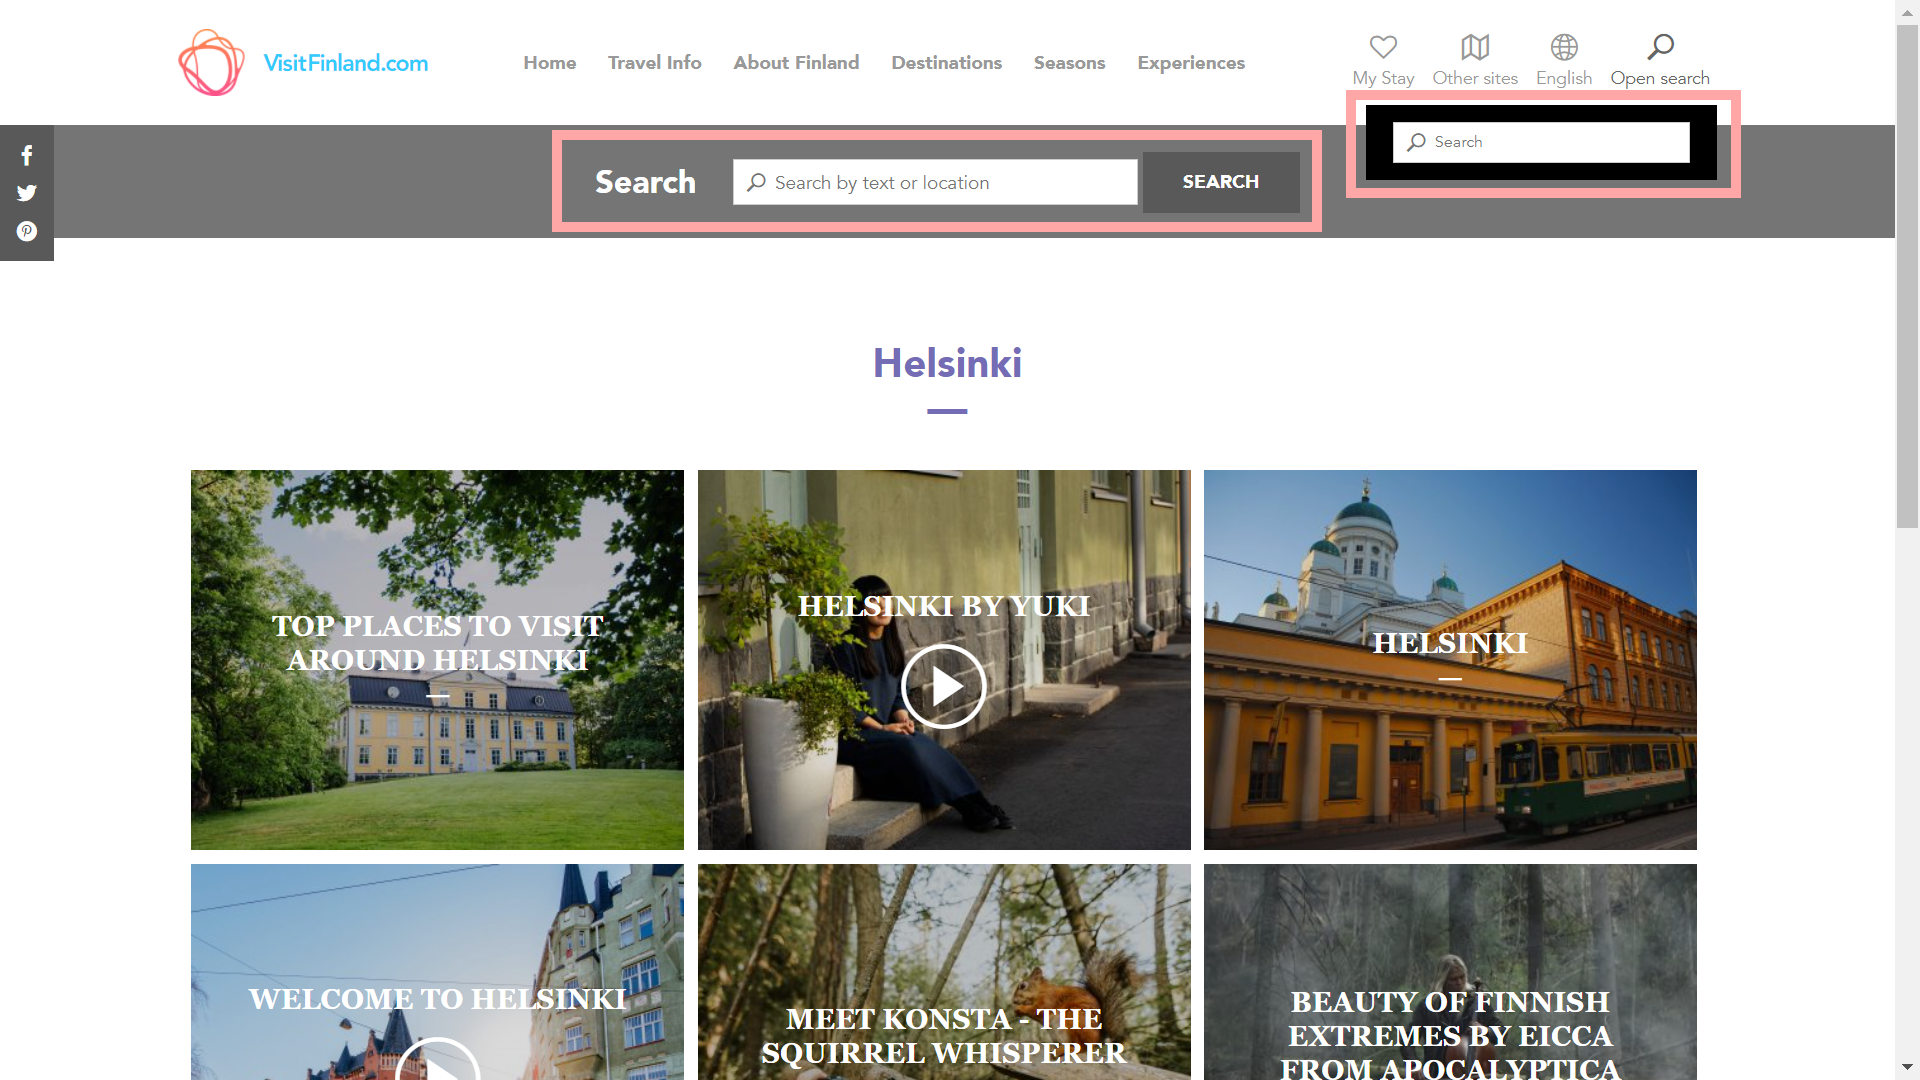 VisitFinland.com
Home Travel Info About Finland Destinations Seasons Experiences
My Stay Other sites English Open search
Search
Search Search by text or location SEARCH
Helsinki
TOP PLACES TO VISIT
AROUND HELSINKI
HELSINKI BY YUKI
HELSINKI
WELCOME TO HELSINKI
MEET KONSTA - THE
SQUIRREL WHISPERER
BEAUTY OF FINNISH
EXTREMES BY EICCA
FROM APOCALYPTICA